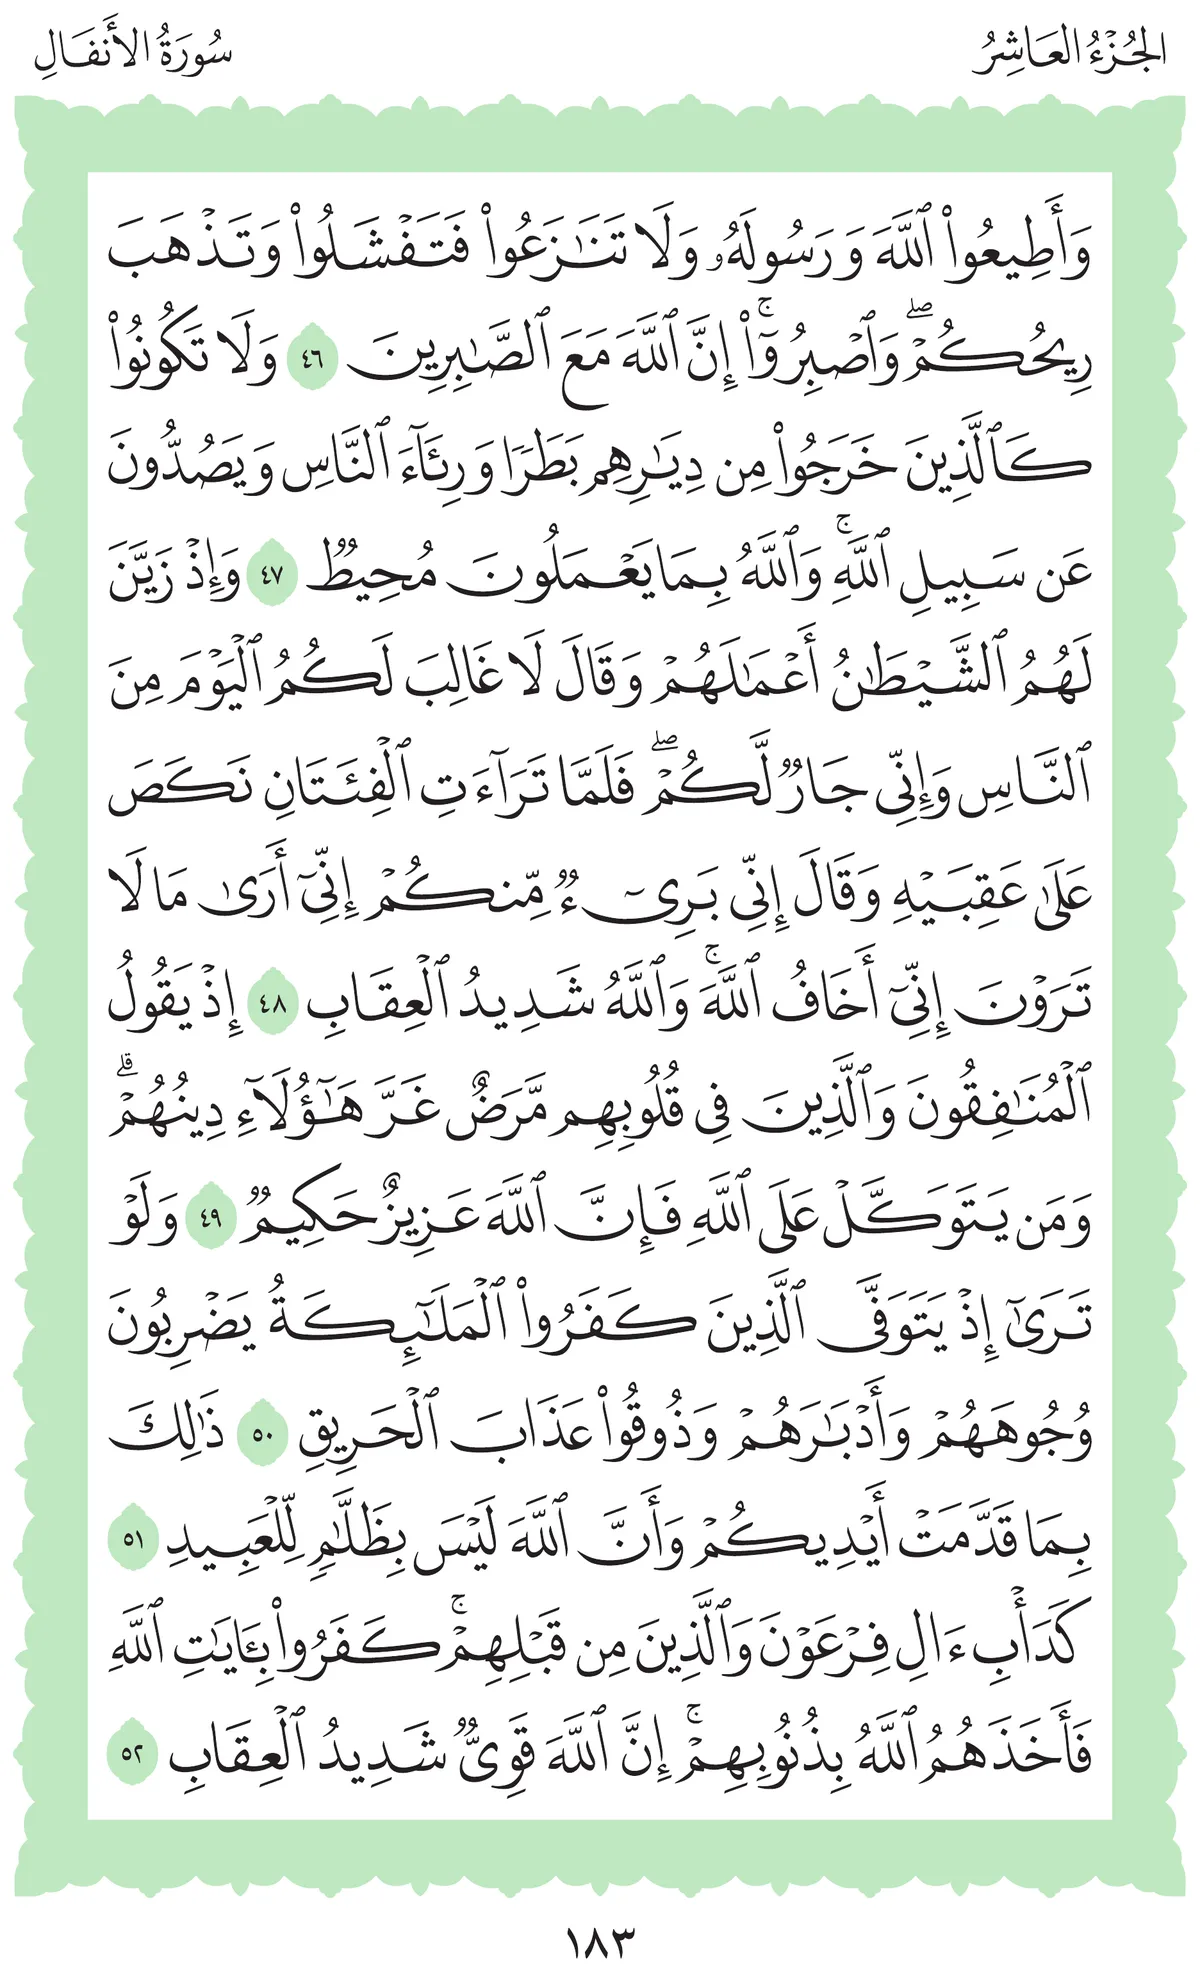 الجُزْءُ العَاشِرُ
سُورَةُ الأَنفَالِ
وَأَطِيعُواْ ٱللَّهَ وَرَسُولَهُۥ وَلَا تَنَٰزَعُواْ فَتَفۡشَلُواْ وَتَذۡهَبَ
رِيحُكُمۡۖ وَٱصۡبِرُوٓاْۚ إِنَّ ٱللَّهَ مَعَ ٱلصَّٰبِرِينَ ٤٦ وَلَا تَكُونُواْ
كَٱلَّذِينَ خَرَجُواْ مِن دِيَٰرِهِم بَطَرٗا وَرِئَآءَ ٱلنَّاسِ وَيَصُدُّونَ
عَن سَبِيلِ ٱللَّهِۚ وَٱللَّهُ بِمَا يَعۡمَلُونَ مُحِيطٞ ٤٧ وَإِذۡ زَيَّنَ
لَهُمُ ٱلشَّيۡطَٰنُ أَعۡمَٰلَهُمۡ وَقَالَ لَا غَالِبَ لَكُمُ ٱلۡيَوۡمَ مِنَ
ٱلنَّاسِ وَإِنِّي جَارٞ لَّكُمۡۖ فَلَمَّا تَرَآءَتِ ٱلۡفِئَتَانِ نَكَصَ
عَلَىٰ عَقِبَيۡهِ وَقَالَ إِنِّي بَرِيٓءٞ مِّنكُمۡ إِنِّيٓ أَرَىٰ مَا لَا
تَرَوۡنَ إِنِّيٓ أَخَافُ ٱللَّهَۚ وَٱللَّهُ شَدِيدُ ٱلۡعِقَابِ ٤٨ إِذۡ يَقُولُ
ٱلۡمُنَٰفِقُونَ وَٱلَّذِينَ فِي قُلُوبِهِم مَّرَضٌ غَرَّ هَٰٓؤُلَآءِ دِينُهُمۡۗ
وَمَن يَتَوَكَّلۡ عَلَى ٱللَّهِ فَإِنَّ ٱللَّهَ عَزِيزٌ حَكِيمٞ ٤٩ وَلَوۡ
تَرَىٰٓ إِذۡ يَتَوَفَّى ٱلَّذِينَ كَفَرُواْ ٱلۡمَلَٰٓئِكَةُ يَضۡرِبُونَ
وُجُوهَهُمۡ وَأَدۡبَٰرَهُمۡ وَذُوقُواْ عَذَابَ ٱلۡحَرِيقِ ٥٠ ذَٰلِكَ
بِمَا قَدَّمَتۡ أَيۡدِيكُمۡ وَأَنَّ ٱللَّهَ لَيۡسَ بِظَلَّٰمٖ لِّلۡعَبِيدِ ٥١
كَدَأۡبِ ءَالِ فِرۡعَوۡنَ وَٱلَّذِينَ مِن قَبۡلِهِمۡۚ كَفَرُواْ بِـَٔايَٰتِ ٱللَّهِ
فَأَخَذَهُمُ ٱللَّهُ بِذُنُوبِهِمۡۚ إِنَّ ٱللَّهَ قَوِيّٞ شَدِيدُ ٱلۡعِقَابِ ٥٢
١٨٣